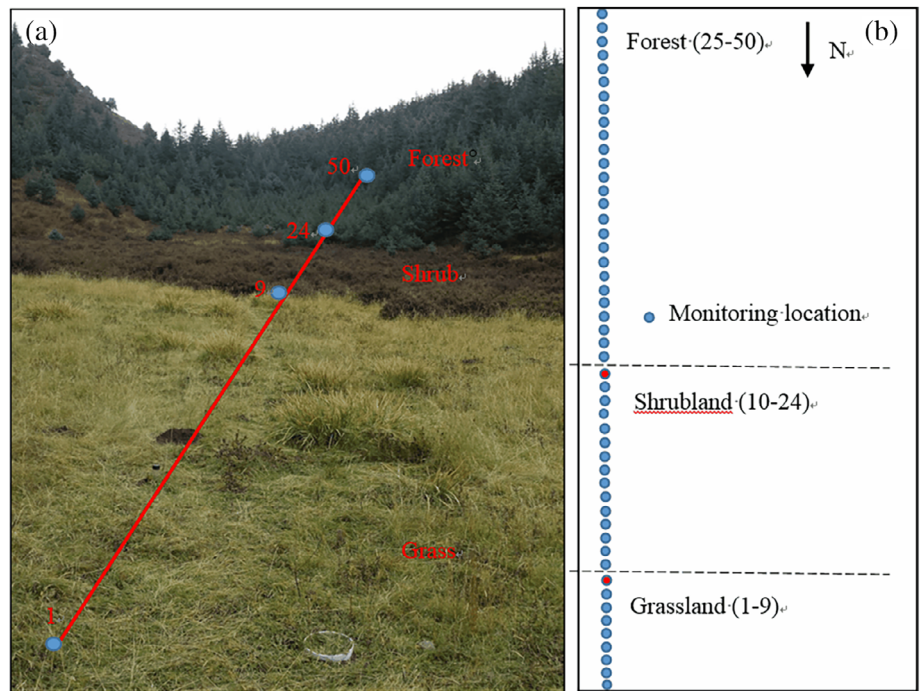 (a)
50
Forest
24
Shrub
9
Grass
1
(b)
Forest (25-50)
N
Monitoring location
Shrubland (10-24)
Grassland (1-9)